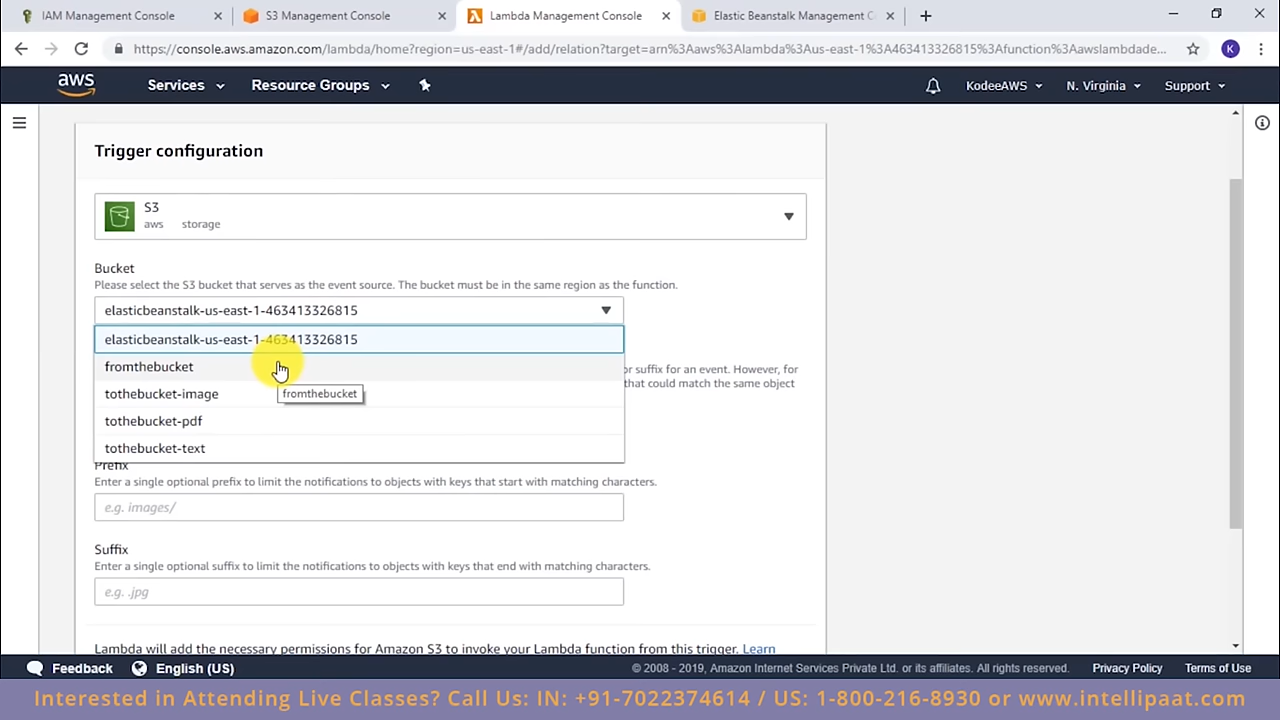 IAM Management Console
S3 Management Console
Lambda Management Console
Elastic Beanstalk Management C
https://console.aws.amazon.com/lambda/home?region=us-east-1#/add/relation?target=arn%3Aaws%3Alambda%3Aus-east-1%3A463413326815%3Afunction%3Aawslambdade...
K
aws
Services
Resource Groups
KodeeAWS
N. Virginia
Support
Trigger configuration
S3
aws storage
Bucket
Please select the S3 bucket that serves as the event source. The bucket must be in the same region as the function.
elasticbeanstalk-us-east-1-463413326815
elasticbeanstalk-us-east-1-463413326815
fromthebucket
or suffix for an event. However, for
that could match the same object
tothebucket-image
fromthebucket
tothebucket-pdf
tothebucket-text
Prefix
Enter a single optional prefix to limit the notifications to objects with keys that start with matching characters.
e.g. images/
Suffix
Enter a single optional suffix to limit the notifications to objects with keys that end with matching characters.
e.g. .jpg
Lambda will add the necessary permissions for Amazon S3 to invoke your Lambda function from this trigger. Learn
Feedback
English (US)
© 2008 - 2019, Amazon Internet Services Private Ltd. or its affiliates. All rights reserved.
Privacy Policy
Terms of Use
Interested in Attending Live Classes? Call Us: IN: +91-7022374614 / US: 1-800-216-8930 or www.intellipaat.com